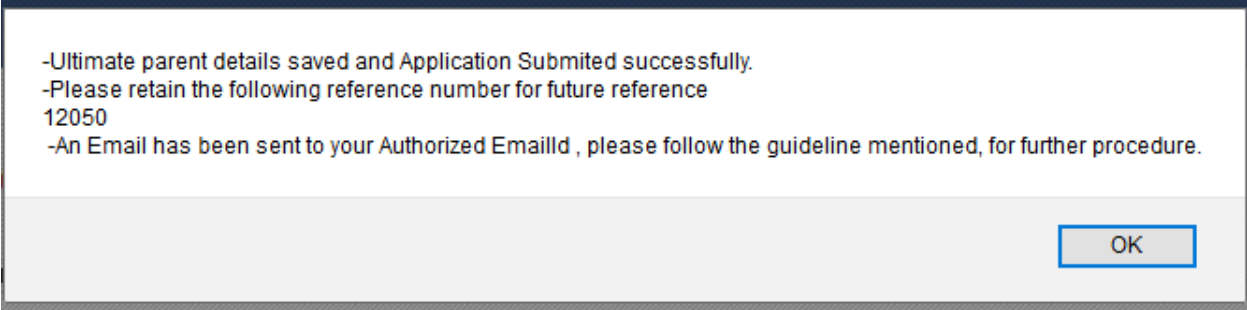 -Ultimate parent details saved and Application Submited successfully.
-Please retain the following reference number for future reference
12050
-An Email has been sent to your Authorized EmailId , please follow the guideline mentioned, for further procedure.
OK